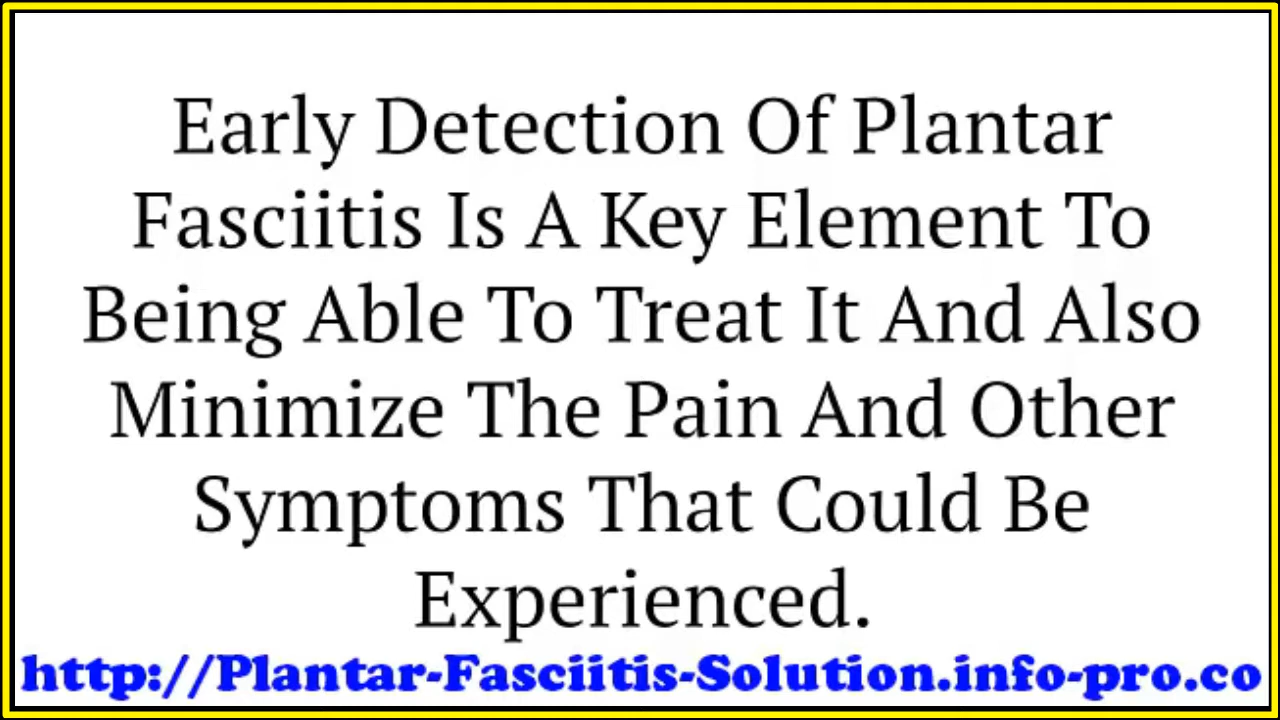 Early Detection Of Plantar
Fasciitis Is A Key Element To
Being Able To Treat It And Also
Minimize The Pain And Other
Symptoms That Could Be
Experienced.
http://Plantar-Fasciitis-Solution.info-pro.co